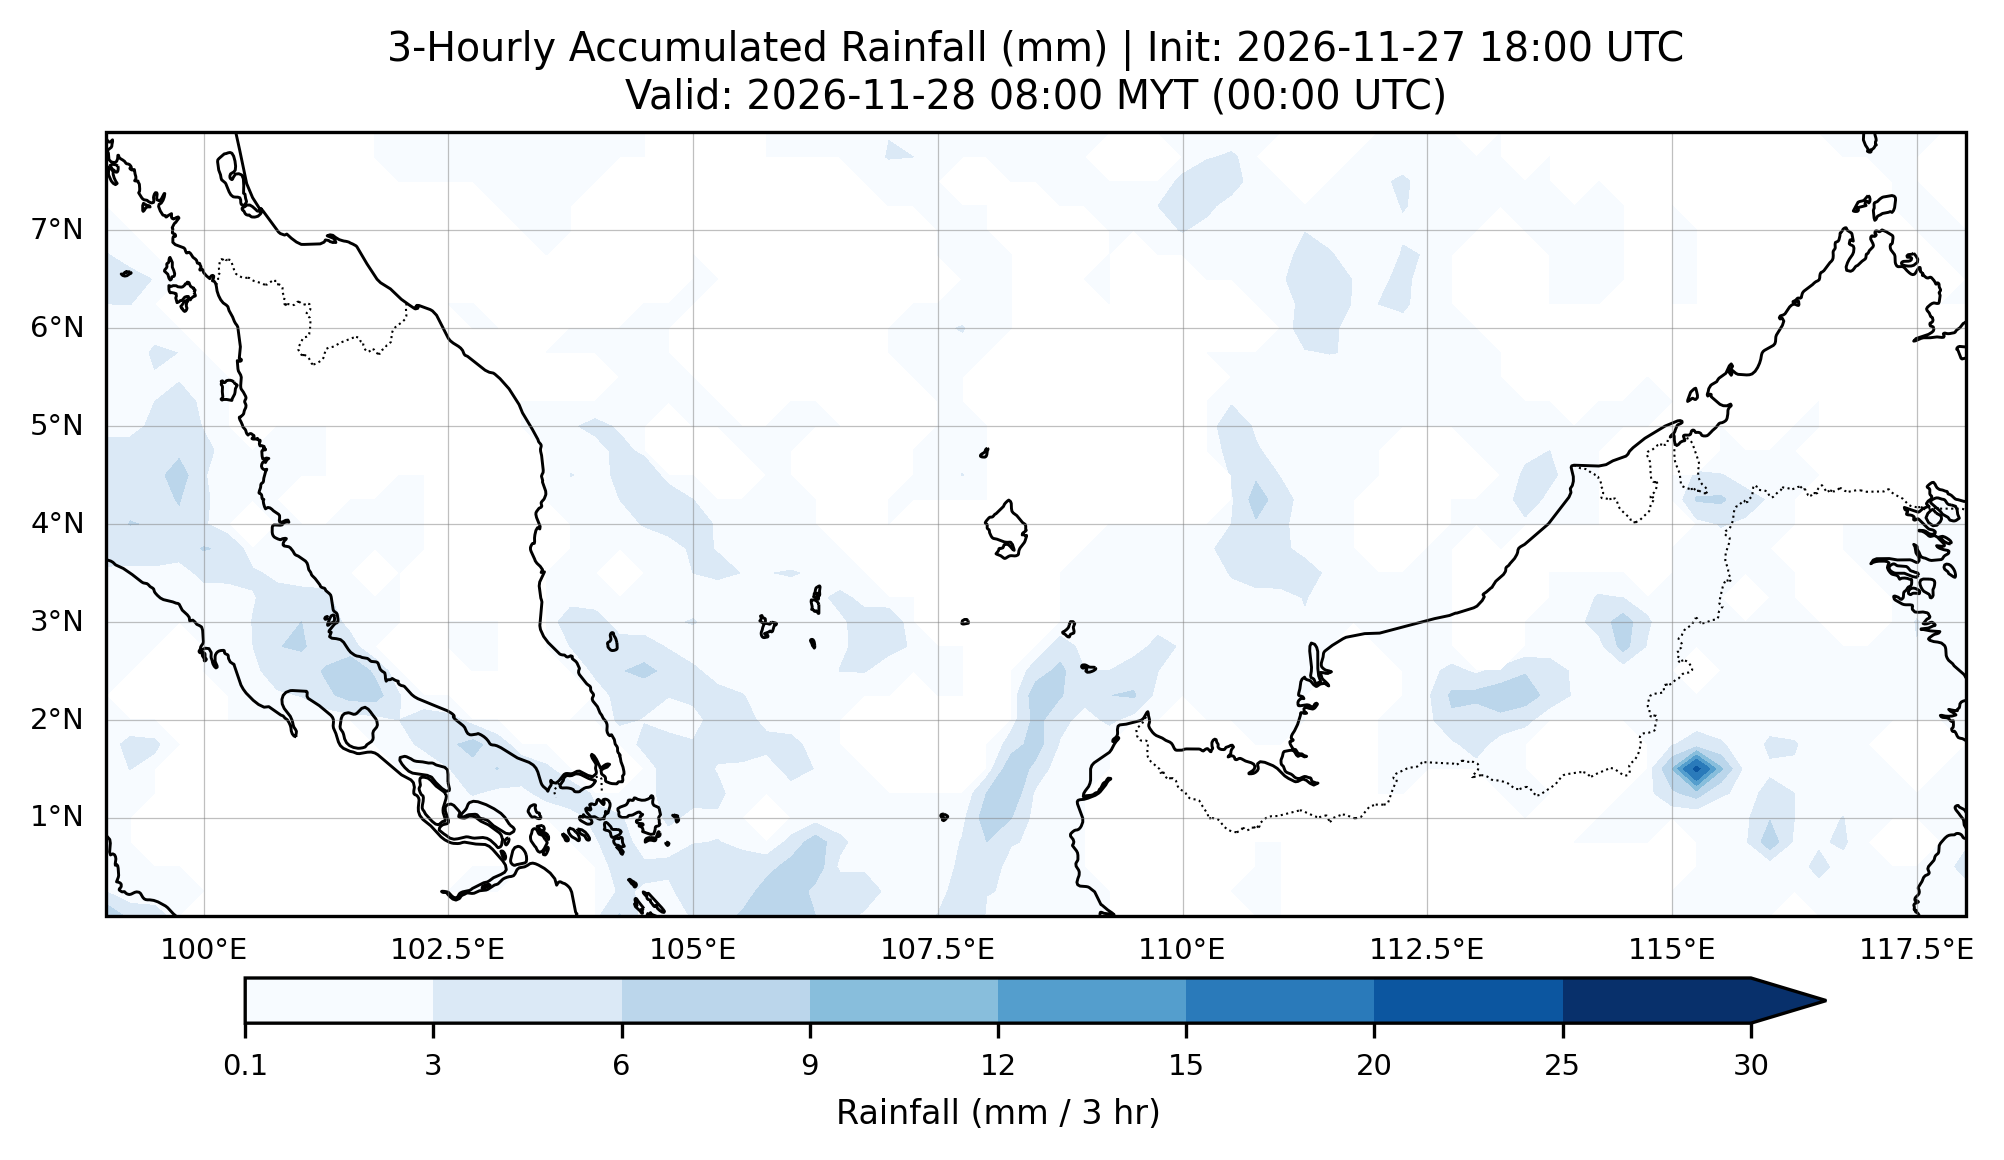 3-Hourly Accumulated Rainfall (mm) | Init: 2026-11-27 18:00 UTC
Valid: 2026-11-28 08:00 MYT (00:00 UTC)
7°N
6°N
5°N
4°N
3°N
2°N
1°N
100°E 102.5°E 105°E 107.5°E 110°E 112.5°E 115°E 117.5°E
0.1 3 6 9 12 15 20 25 30
Rainfall (mm / 3 hr)